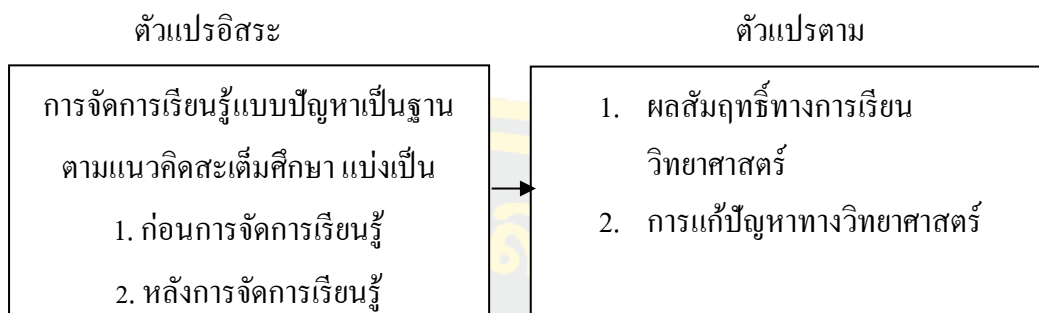 ตัวแปรอิสระ
ตัวแปรตาม
การจัดการเรียนรู้แบบปัญหาเป็นฐาน
ตามแนวคิดสะเต็มศึกษา แบ่งเป็น
1. ก่อนการจัดการเรียนรู้
2. หลังการจัดการเรียนรู้
1. ผลสัมฤทธิ์ทางการเรียน
วิทยาศาสตร์
2. การแก้ปัญหาทางวิทยาศาสตร์